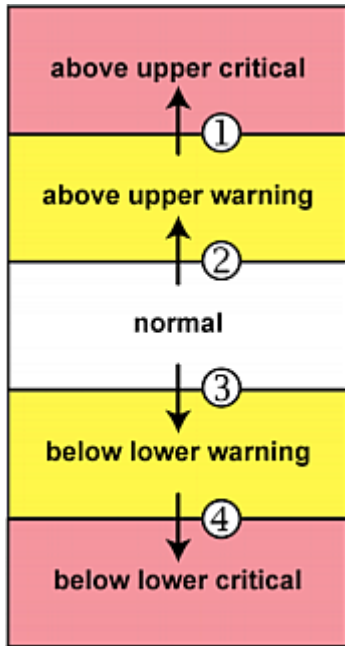 above upper critical
①
above upper warning
②
normal
③
below lower warning
④
below lower critical